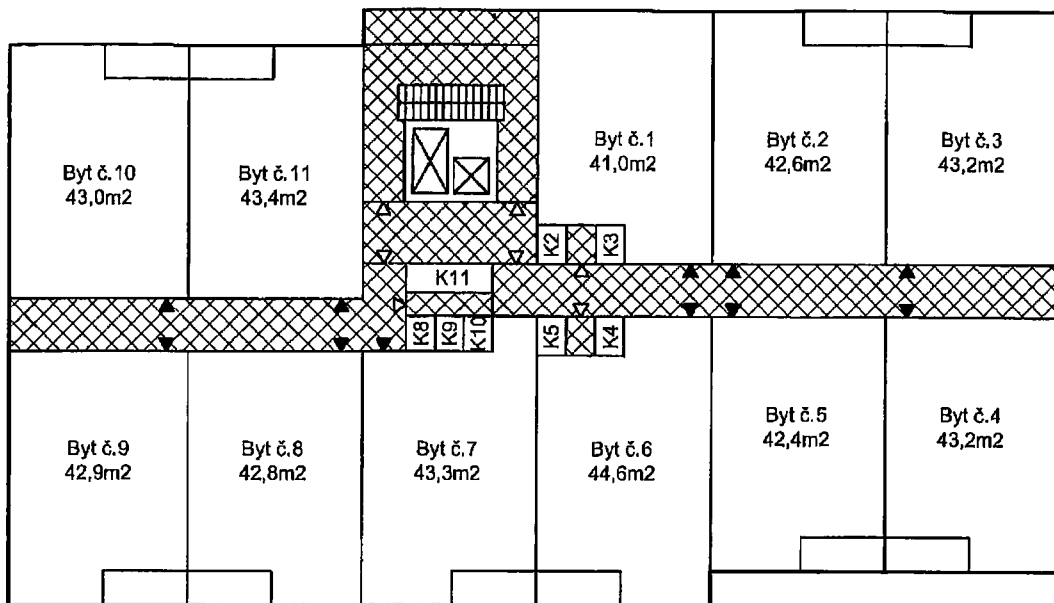 Byt č.1
41,0m2
Byt č.2
42,6m2
Byt č.3
43,2m2
Byt č.10
43,0m2
Byt č.11
43,4m2
K2
K3
K11
K8
K9
K10
K5
K4
Byt č.9
42,9m2
Byt č.8
42,8m2
Byt č.7
43,3m2
Byt č.6
44,6m2
Byt č.5
42,4m2
Byt č.4
43,2m2